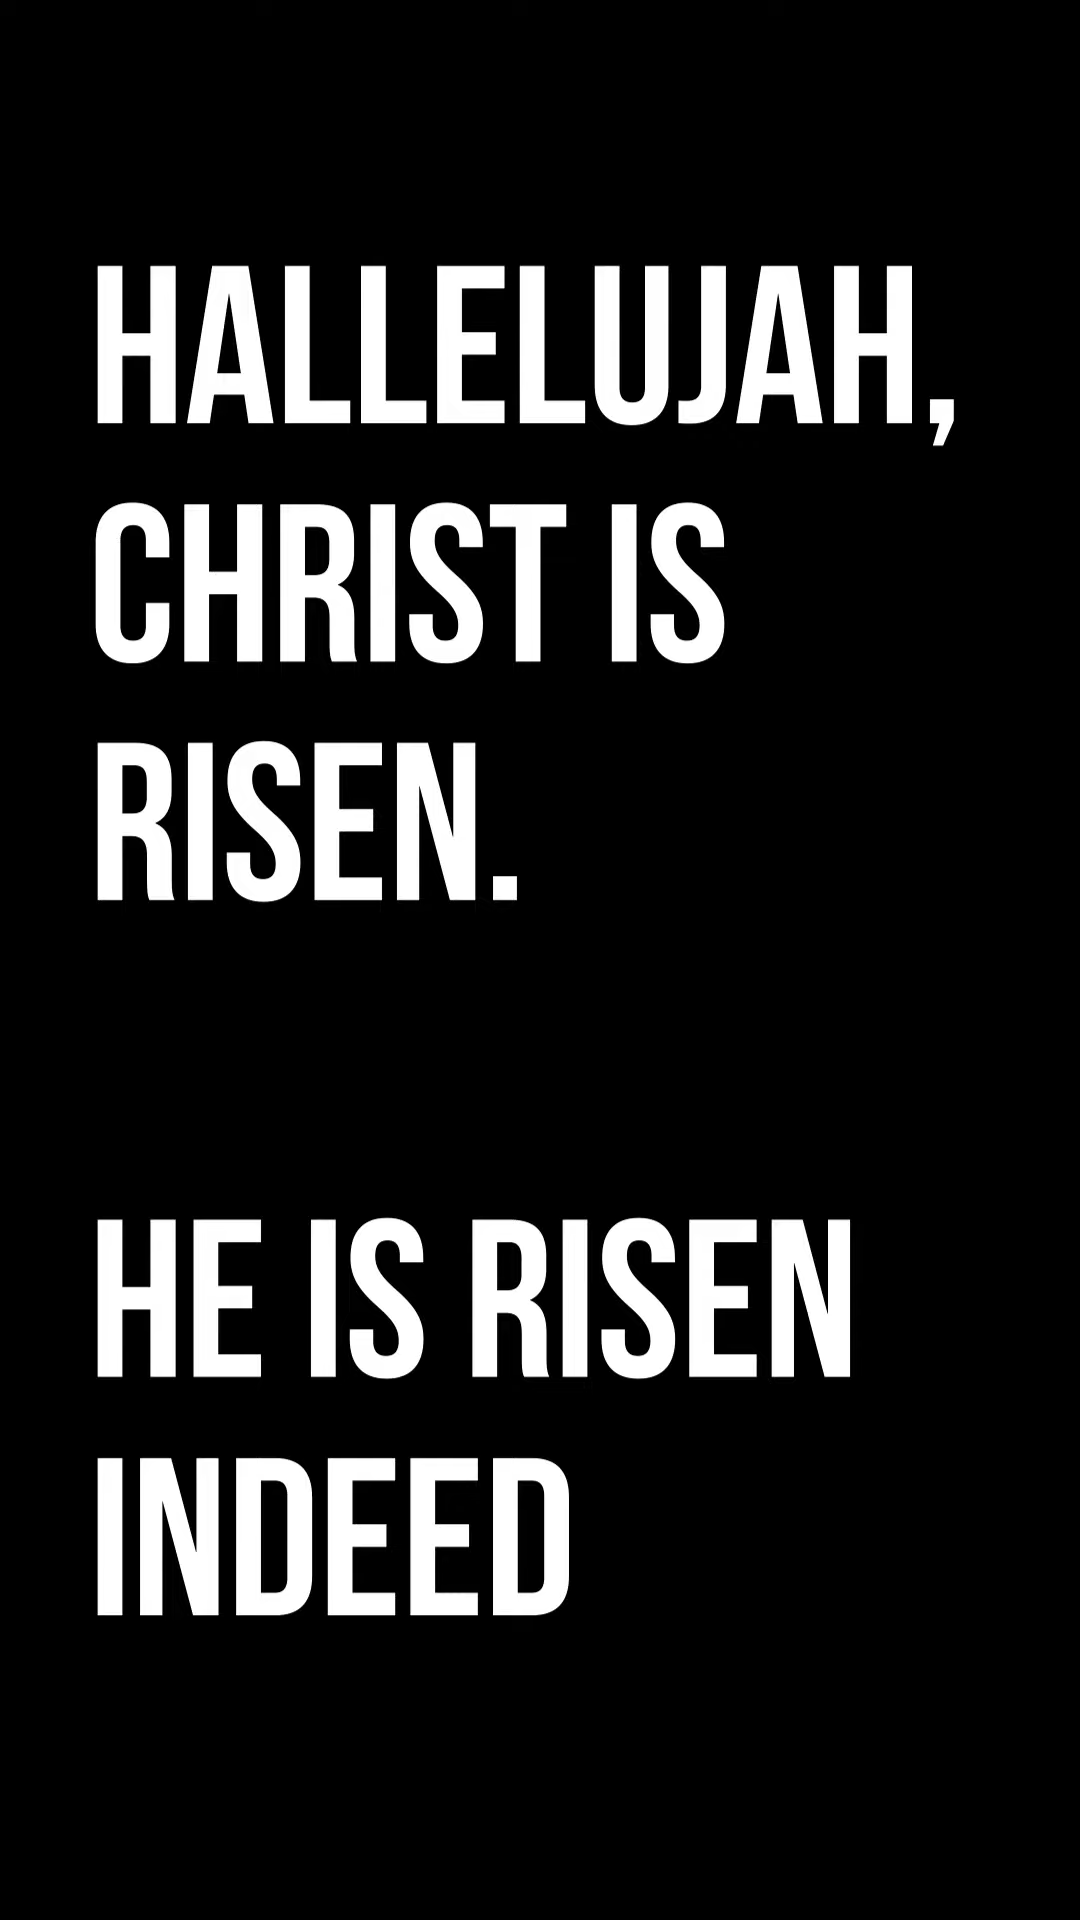 HALLELUJAH,
CHRIST IS
RISEN.
HE IS RISEN
INDEED